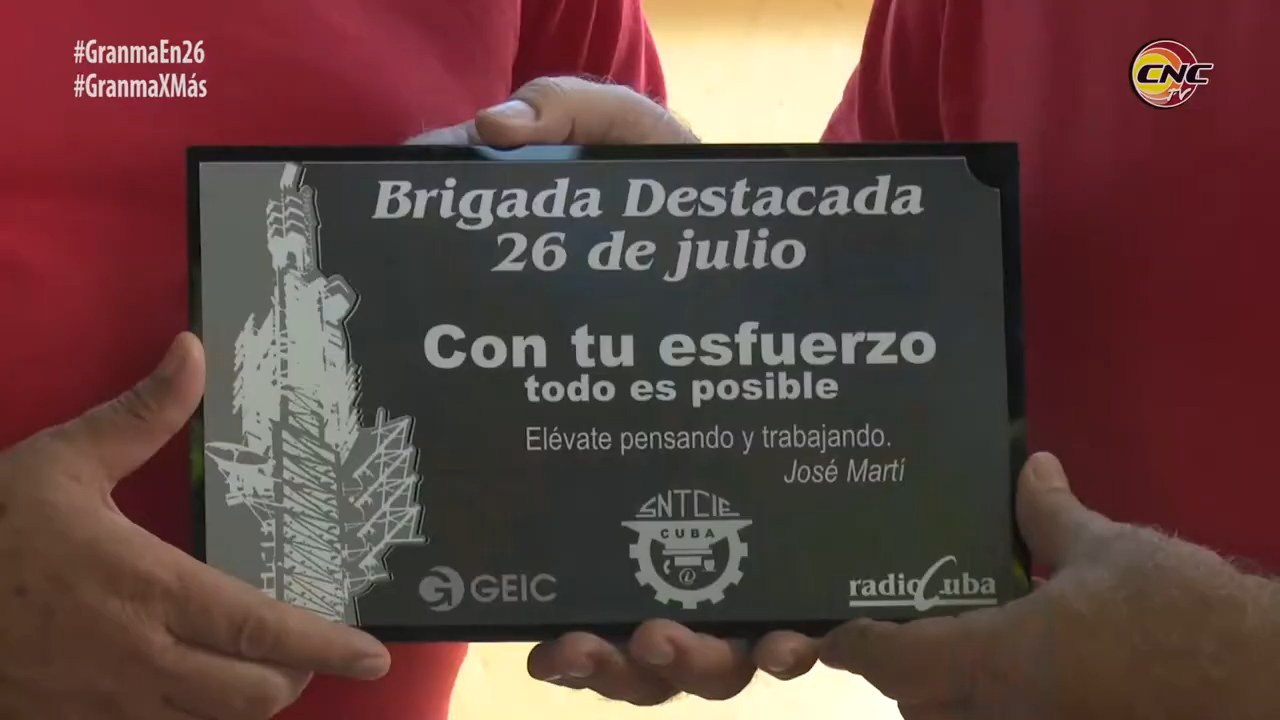 #GranmaEn26
#GranmaXMás
CNC
TV
Brigada Destacada
26 de julio
Con tu esfuerzo
todo es posible
Elévate pensando y trabajando.
José Martí
SNTCIE
CUBA
GEIC
radioCuba